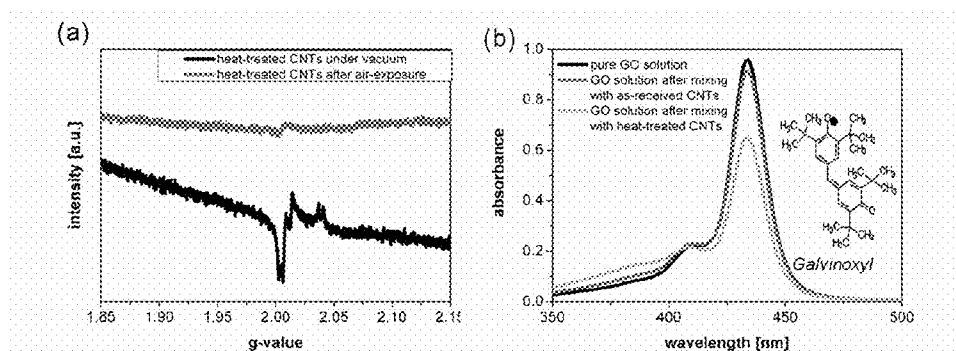 (a)
heat-treated CNTs under vacuum
heat-treated CNTs after air-exposure
intensity [a.u.]
1.85 1.90 1.95 2.00 2.05 2.10 2.15
g-value
(b)
1.0
0.8
0.6
0.4
0.2
0.0
absorbance
pure GO solution
GO solution after mixing
with as-received CNTs
GO solution after mixing
with heat-treated CNTs
Galvinoxyl
350 400 450 500
wavelength [nm]